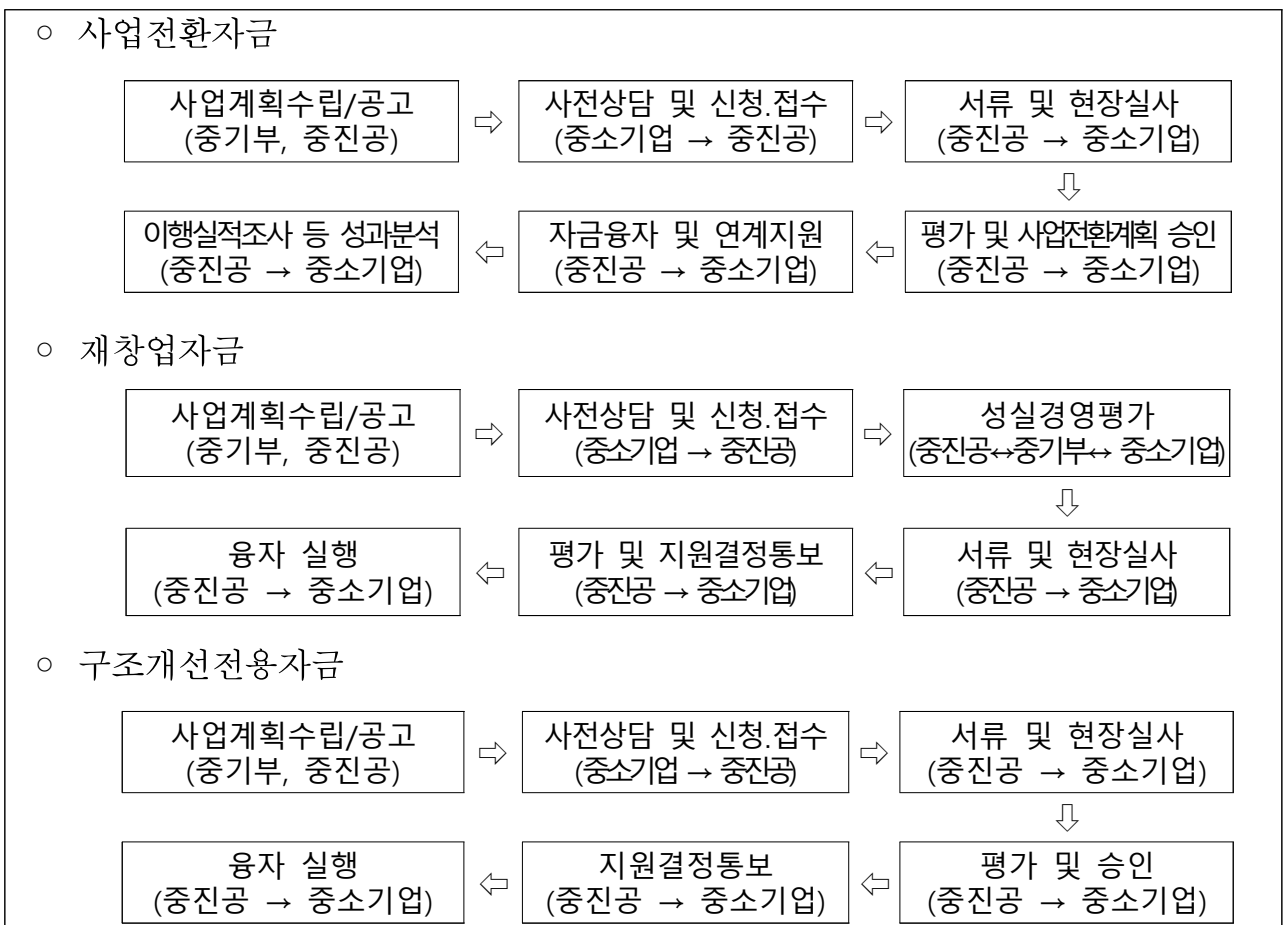 ○ 사업전환자금
사업계획수립/공고
(중기부, 중진공)
⇨
사전상담 및 신청.접수
(중소기업 → 중진공)
⇨
서류 및 현장실사
(중진공 → 중소기업)
⇩
평가 및 사업전환계획 승인
(중진공 → 중소기업)
⇦
자금융자 및 연계지원
(중진공 → 중소기업)
⇦
이행실적조사 등 성과분석
(중진공 → 중소기업)
○ 재창업자금
사업계획수립/공고
(중기부, 중진공)
⇨
사전상담 및 신청.접수
(중소기업 → 중진공)
⇨
성실경영평가
(중진공↔중기부↔ 중소기업)
⇩
서류 및 현장실사
(중진공 → 중소기업)
⇦
평가 및 지원결정통보
(중진공 → 중소기업)
⇦
융자 실행
(중진공 → 중소기업)
○ 구조개선전용자금
사업계획수립/공고
(중기부, 중진공)
⇨
사전상담 및 신청.접수
(중소기업 → 중진공)
⇨
서류 및 현장실사
(중진공 → 중소기업)
⇩
평가 및 승인
(중진공 → 중소기업)
⇦
지원결정통보
(중진공 → 중소기업)
⇦
융자 실행
(중진공 → 중소기업)